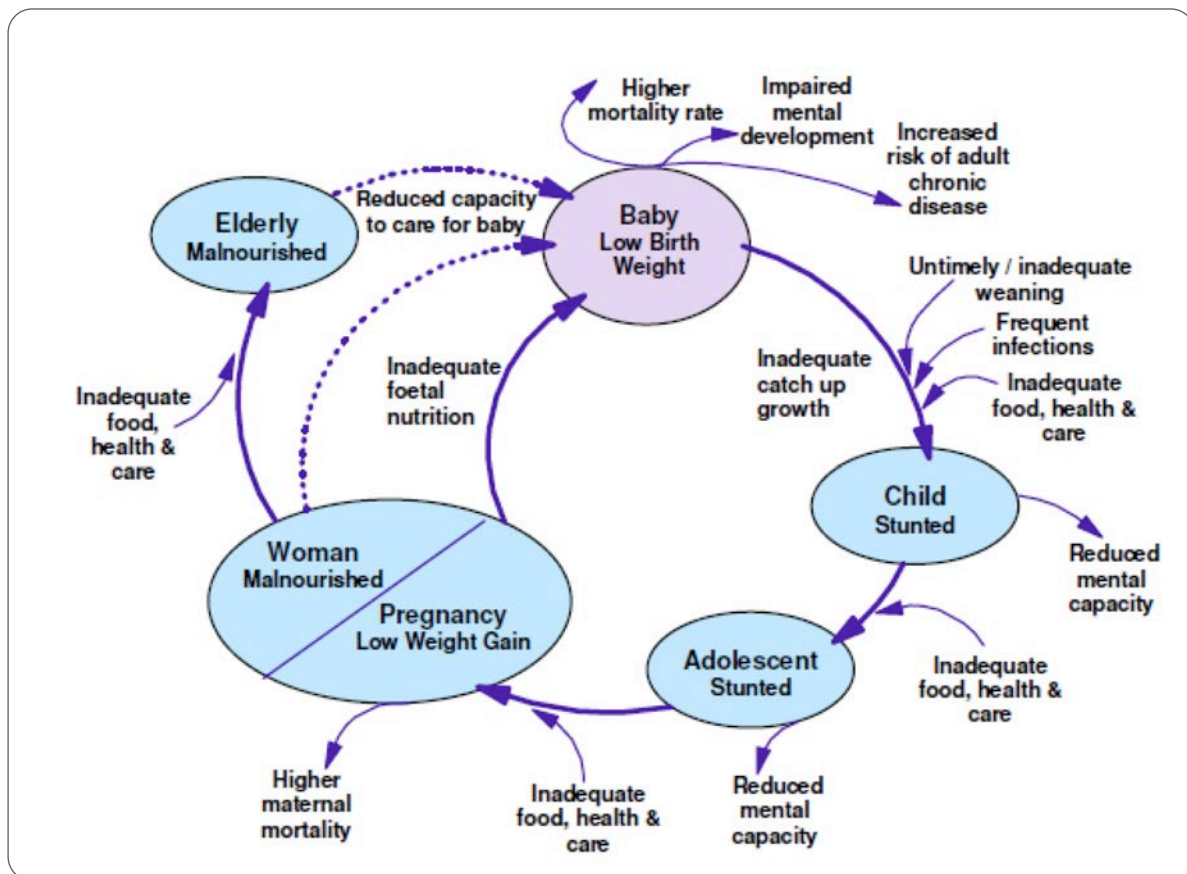 Higher
mortality rate
Impaired
mental
development
Increased
risk of adult
chronic
disease
Elderly
Malnourished
Reduced capacity
to care for baby
Baby
Low Birth
Weight
Untimely / inadequate
weaning
Frequent
infections
Inadequate
food, health &
care
Inadequate
catch up
growth
Inadequate
foetal
nutrition
Inadequate
food,
health &
care
Child
Stunted
Reduced
mental
capacity
Woman
Malnourished
Pregnancy
Low Weight Gain
Adolescent
Stunted
Inadequate
food, health &
care
Higher
maternal
mortality
Inadequate
food, health &
care
Reduced
mental
capacity